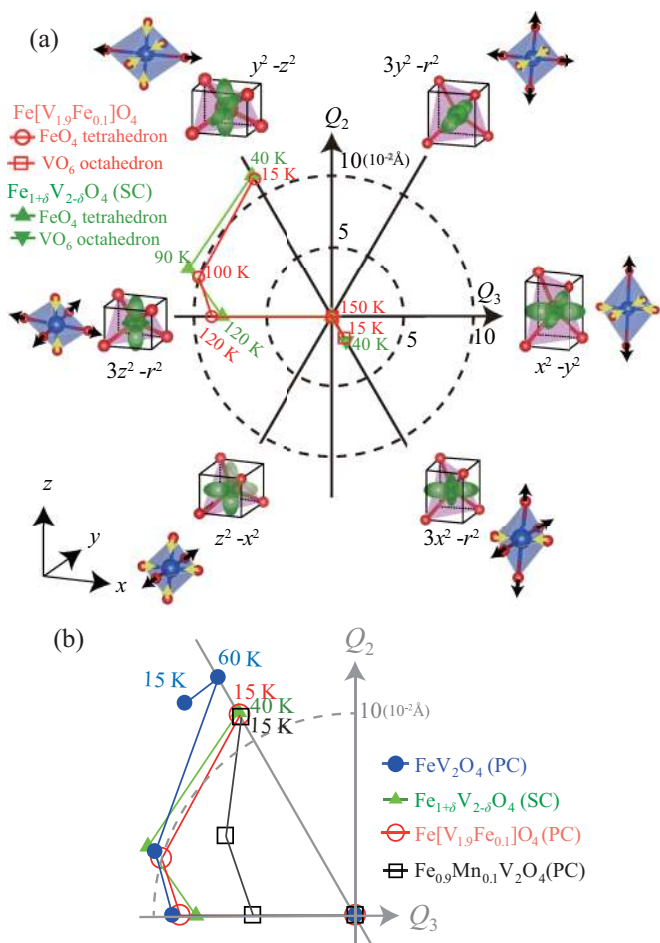 (a)
y² -z²
3y² -r²
Fe[V₁.₉Fe₀.₁]O₄
FeO₄ tetrahedron
VO₆ octahedron
Fe₁₊δV₂₋δO₄ (SC)
FeO₄ tetrahedron
VO₆ octahedron
Q₂
10(10⁻²Å)
40 K
15 K
5
90 K
100 K
150 K
Q₃
120 K
120 K
15 K
40 K
5
10
3z² -r²
x² -y²
z² -x²
3x² -r²
z
y
x
(b)
Q₂
60 K
15 K
15 K
40 K
15 K
10(10⁻²Å)
FeV₂O₄ (PC)
Fe₁₊δV₂₋δO₄ (SC)
Fe[V₁.₉Fe₀.₁]O₄ (PC)
Fe₀.₉Mn₀.₁V₂O₄(PC)
Q₃